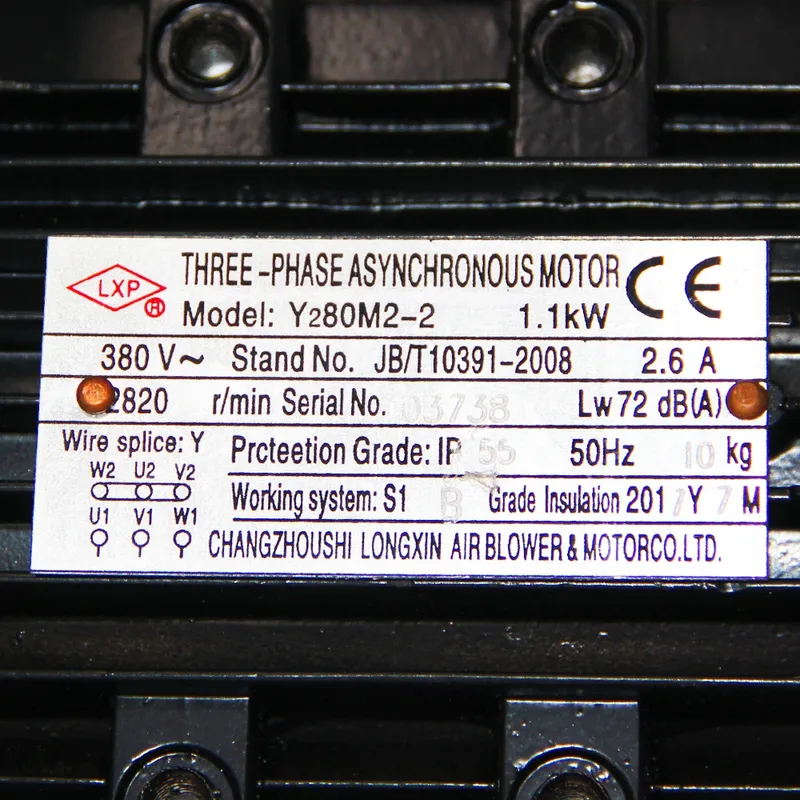 LXP ® THREE-PHASE ASYNCHRONOUS MOTOR CE
Model: Y280M2-2 1.1kW
380 V~ Stand No. JB/T10391-2008 2.6 A
2820 r/min Serial No. 03738 Lw72 dB(A)
Wire splice: Y Prcteetion Grade: IP 55 50Hz 10 kg
W2 U2 V2
Working system: S1 B Grade Insulation 2017Y 7M
U1 V1 W1
CHANGZHOUSHI LONGXIN AIR BLOWER & MOTORCO.LTD.